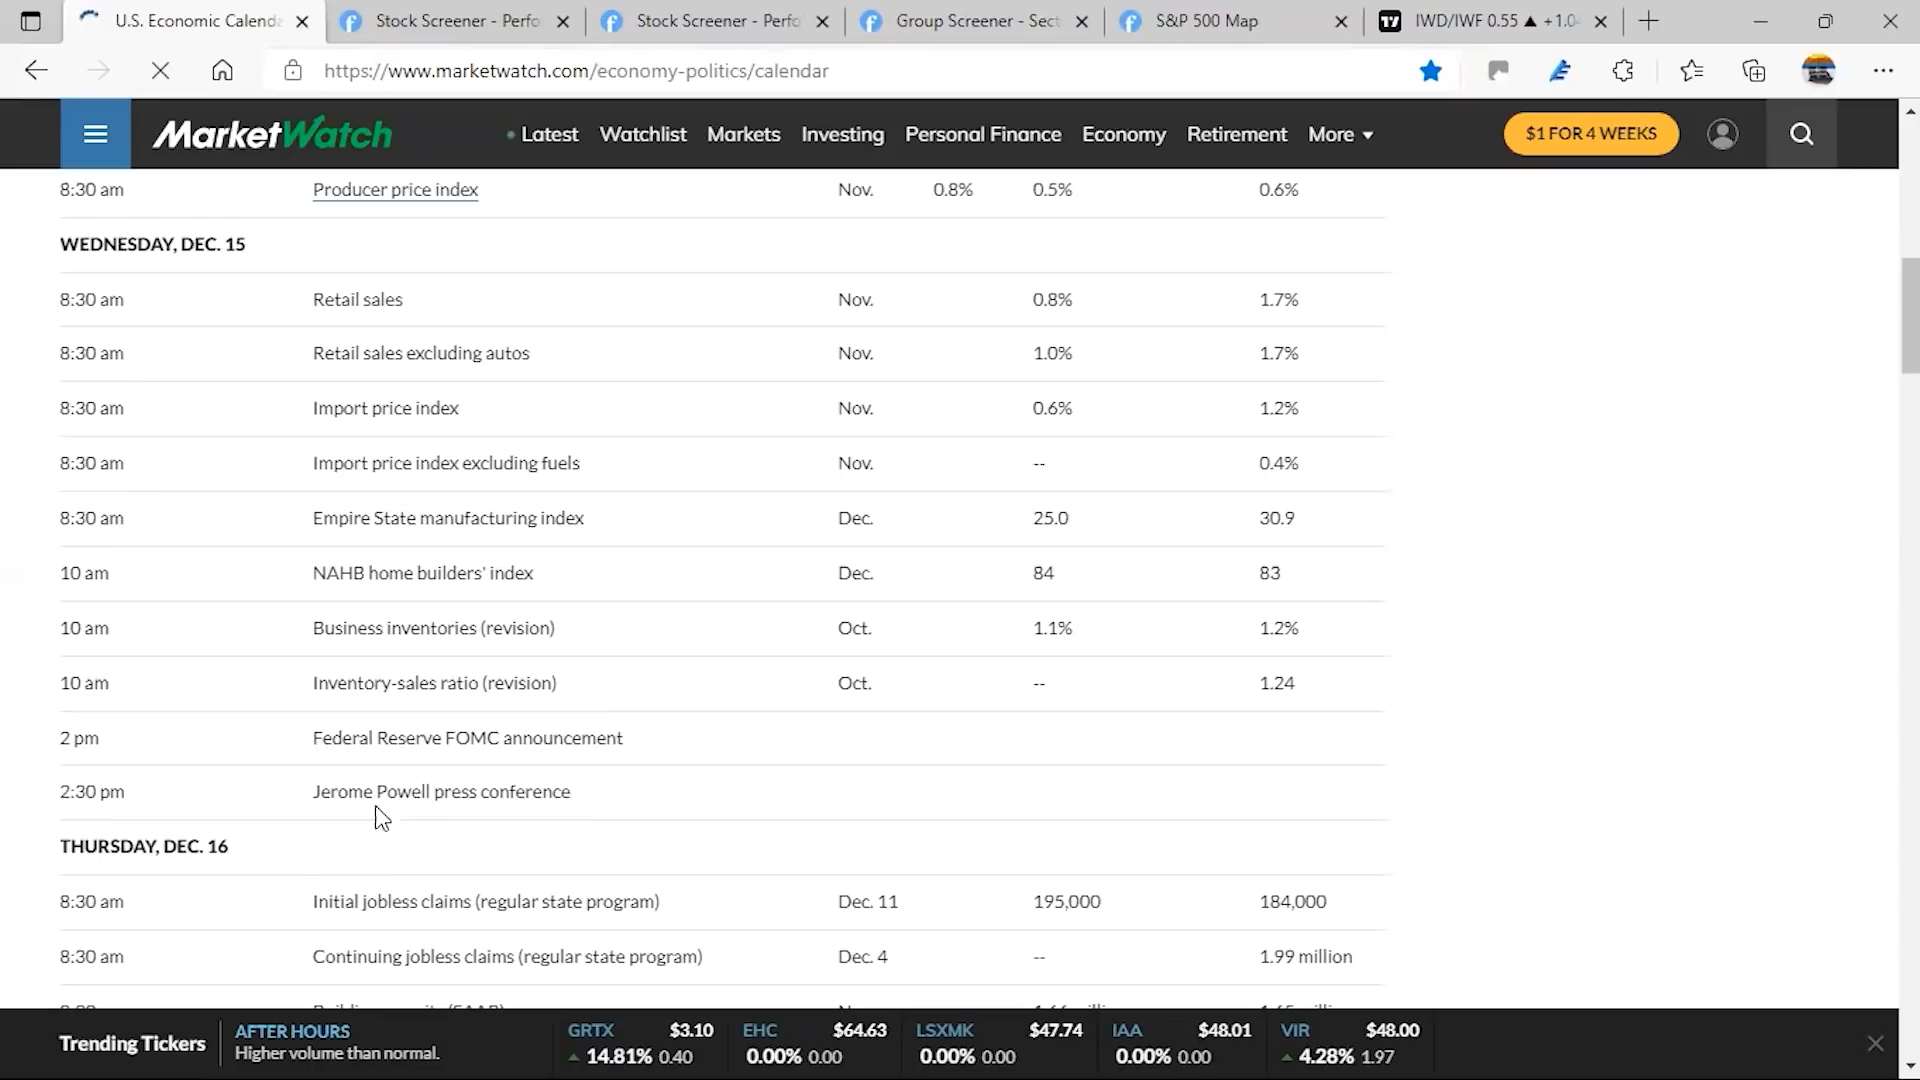 U.S. Economic Calenda
Stock Screener - Perfo
Stock Screener - Perfo
Group Screener - Sect
S&P 500 Map
IWD/IWF 0.55 ▲ +1.04
https://www.marketwatch.com/economy-politics/calendar
MarketWatch
Latest Watchlist Markets Investing Personal Finance Economy Retirement More
$1 FOR 4 WEEKS
8:30 am Producer price index Nov. 0.8% 0.5% 0.6%
WEDNESDAY, DEC. 15
8:30 am Retail sales Nov. 0.8% 1.7%
8:30 am Retail sales excluding autos Nov. 1.0% 1.7%
8:30 am Import price index Nov. 0.6% 1.2%
8:30 am Import price index excluding fuels Nov. -- 0.4%
8:30 am Empire State manufacturing index Dec. 25.0 30.9
10 am NAHB home builders' index Dec. 84 83
10 am Business inventories (revision) Oct. 1.1% 1.2%
10 am Inventory-sales ratio (revision) Oct. -- 1.24
2 pm Federal Reserve FOMC announcement
2:30 pm Jerome Powell press conference
THURSDAY, DEC. 16
8:30 am Initial jobless claims (regular state program) Dec. 11 195,000 184,000
8:30 am Continuing jobless claims (regular state program) Dec. 4 -- 1.99 million
Trending Tickers
AFTER HOURS
Higher volume than normal.
GRTX $3.10
14.81% 0.40
EHC $64.63
0.00% 0.00
LSXMK $47.74
0.00% 0.00
IAA $48.01
0.00% 0.00
VIR $48.00
4.28% 1.97